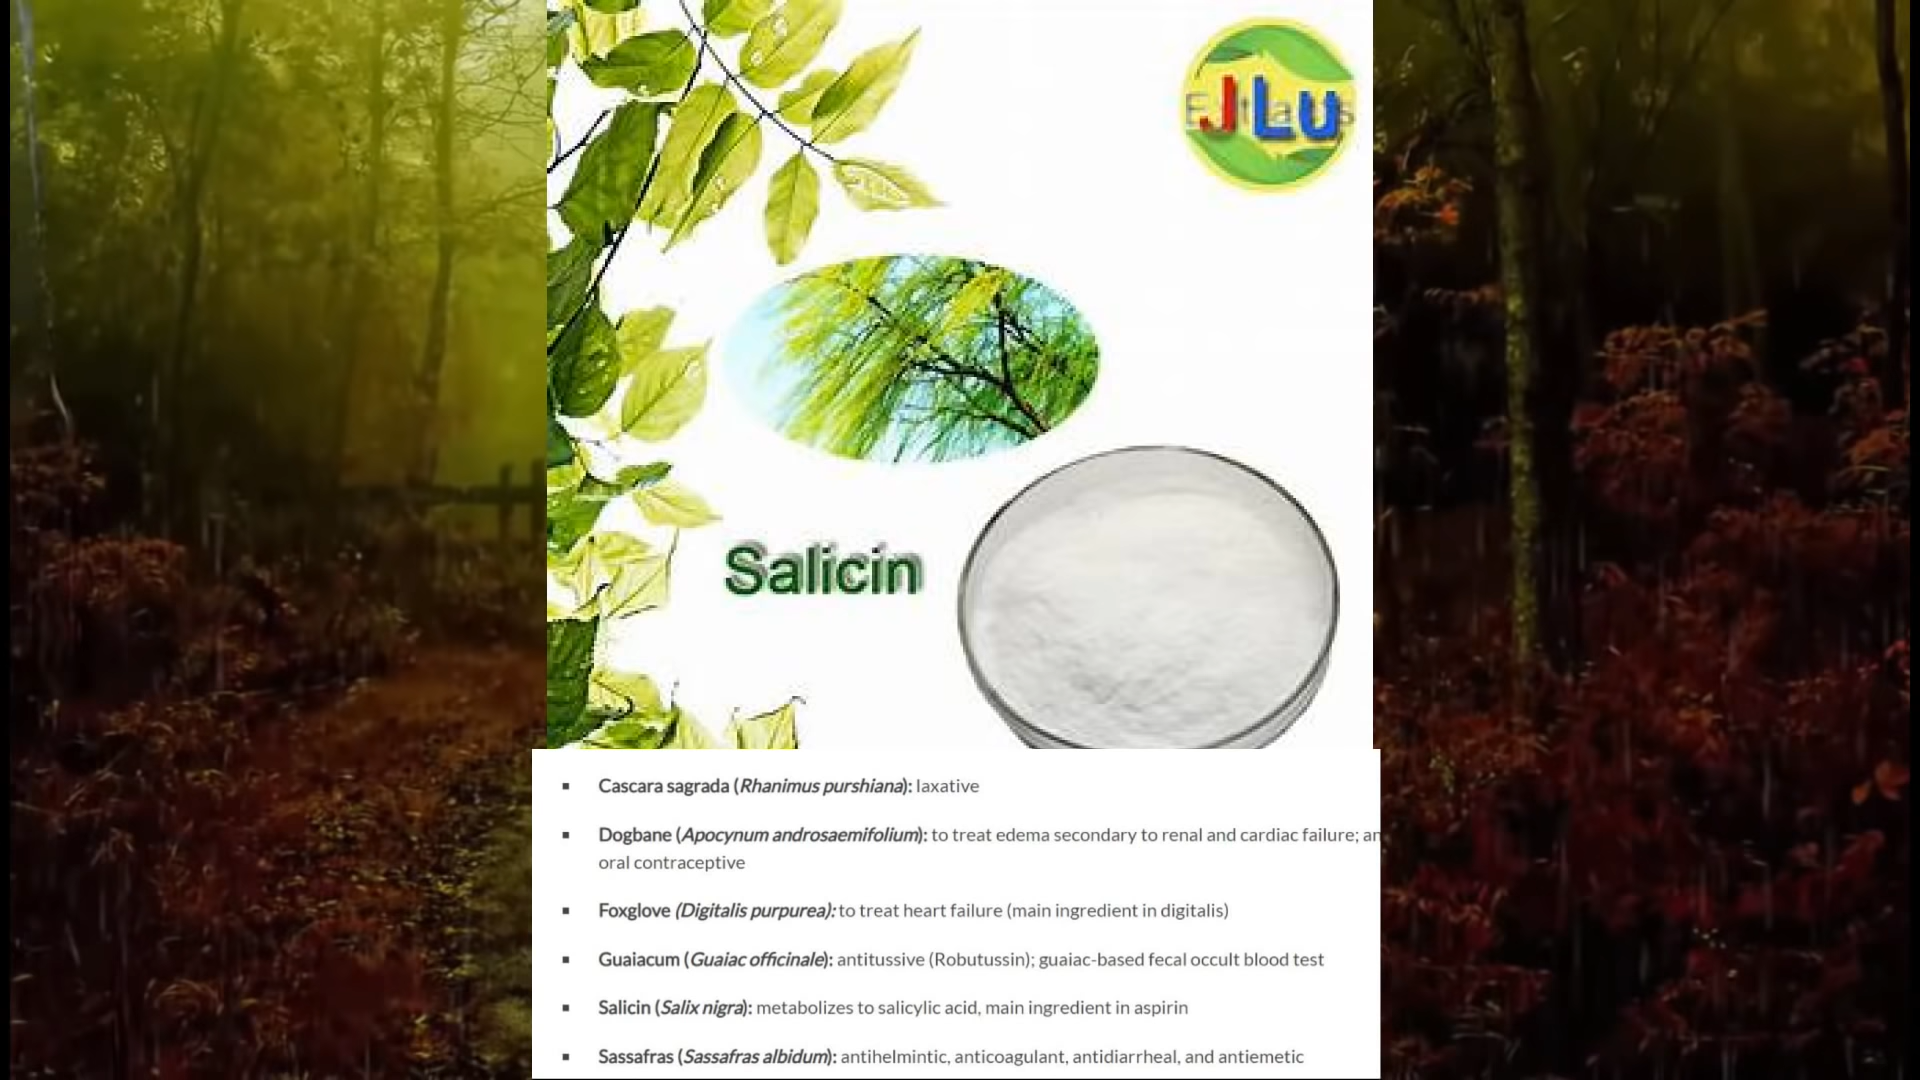 JLu
Salicin
▪ Cascara sagrada (Rhanimus purshiana): laxative
▪ Dogbane (Apocynum androsaemifolium): to treat edema secondary to renal and cardiac failure;
oral contraceptive
▪ Foxglove (Digitalis purpurea): to treat heart failure (main ingredient in digitalis)
▪ Guaiacum (Guaiac officinale): antitussive (Robutussin); guaiac-based fecal occult blood test
▪ Salicin (Salix nigra): metabolizes to salicylic acid, main ingredient in aspirin
▪ Sassafras (Sassafras albidum): antihelmintic, anticoagulant, antidiarrheal, and antiemetic